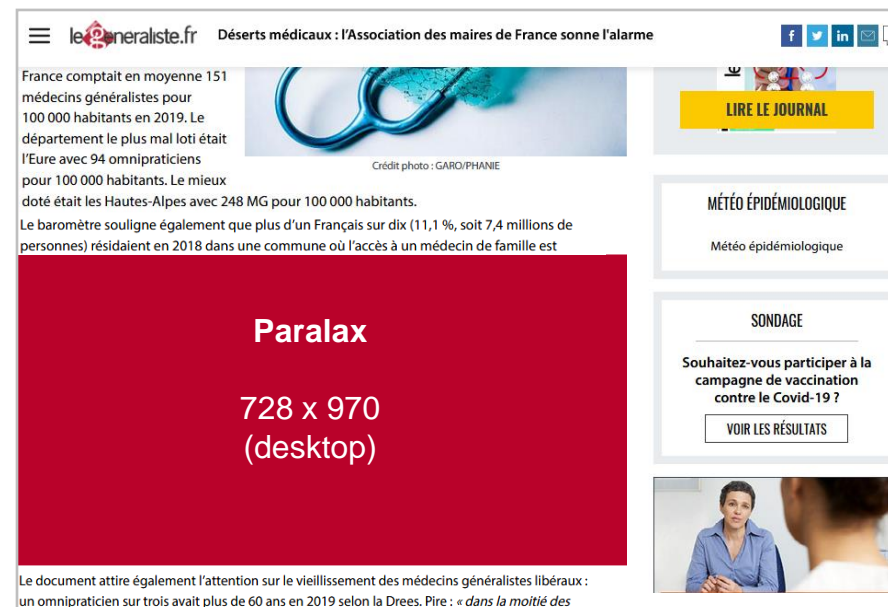 legeneraliste.fr
Déserts médicaux : l'Association des maires de France sonne l'alarme
France comptait en moyenne 151
médecins généralistes pour
100 000 habitants en 2019. Le
département le plus mal loti était
l'Eure avec 94 omnipraticiens
pour 100 000 habitants. Le mieux
doté était les Hautes-Alpes avec 248 MG pour 100 000 habitants.
Crédit photo : GARO/PHANIE
Le baromètre souligne également que plus d'un Français sur dix (11,1 %, soit 7,4 millions de
personnes) résidaient en 2018 dans une commune où l'accès à un médecin de famille est
Paralax
728 x 970
(desktop)
Le document attire également l'attention sur le vieillissement des médecins généralistes libéraux :
un omnipraticien sur trois avait plus de 60 ans en 2019 selon la Drees. Pire : « dans la moitié des
LIRE LE JOURNAL
MÉTÉO ÉPIDÉMIOLOGIQUE
Météo épidémiologique
SONDAGE
Souhaitez-vous participer à la
campagne de vaccination
contre le Covid-19 ?
VOIR LES RÉSULTATS